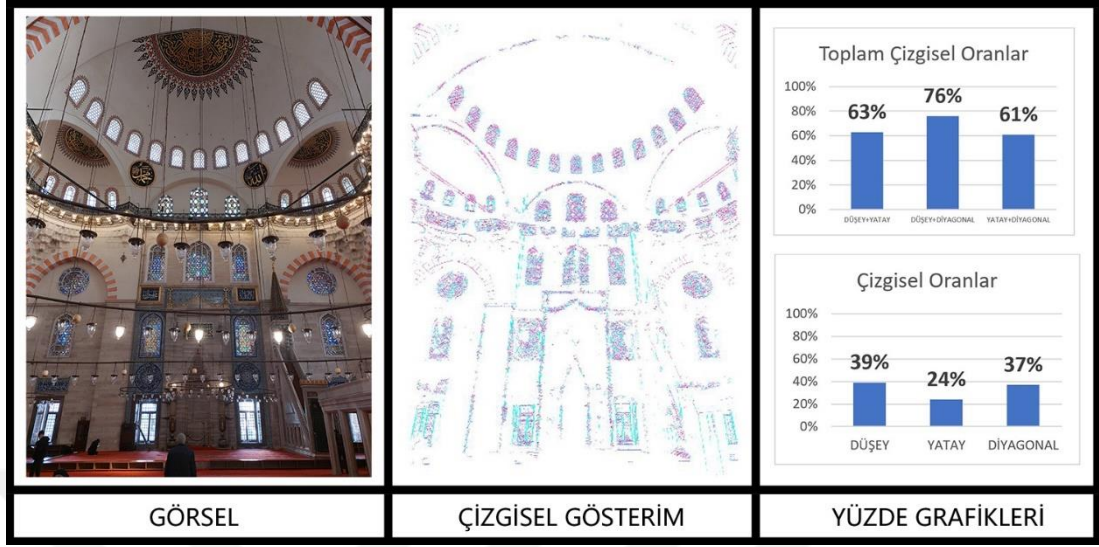 Toplam Çizgisel Oranlar
100%
80%
60%
40%
20%
0%
63%
76%
61%
DÜŞEY+YATAY
DÜŞEY+DİYAGONAL
YATAY+DİYAGONAL
Çizgisel Oranlar
100%
80%
60%
40%
20%
0%
39%
24%
37%
DÜŞEY
YATAY
DİYAGONAL
GÖRSEL
ÇİZGİSEL GÖSTERİM
YÜZDE GRAFİKLERİ